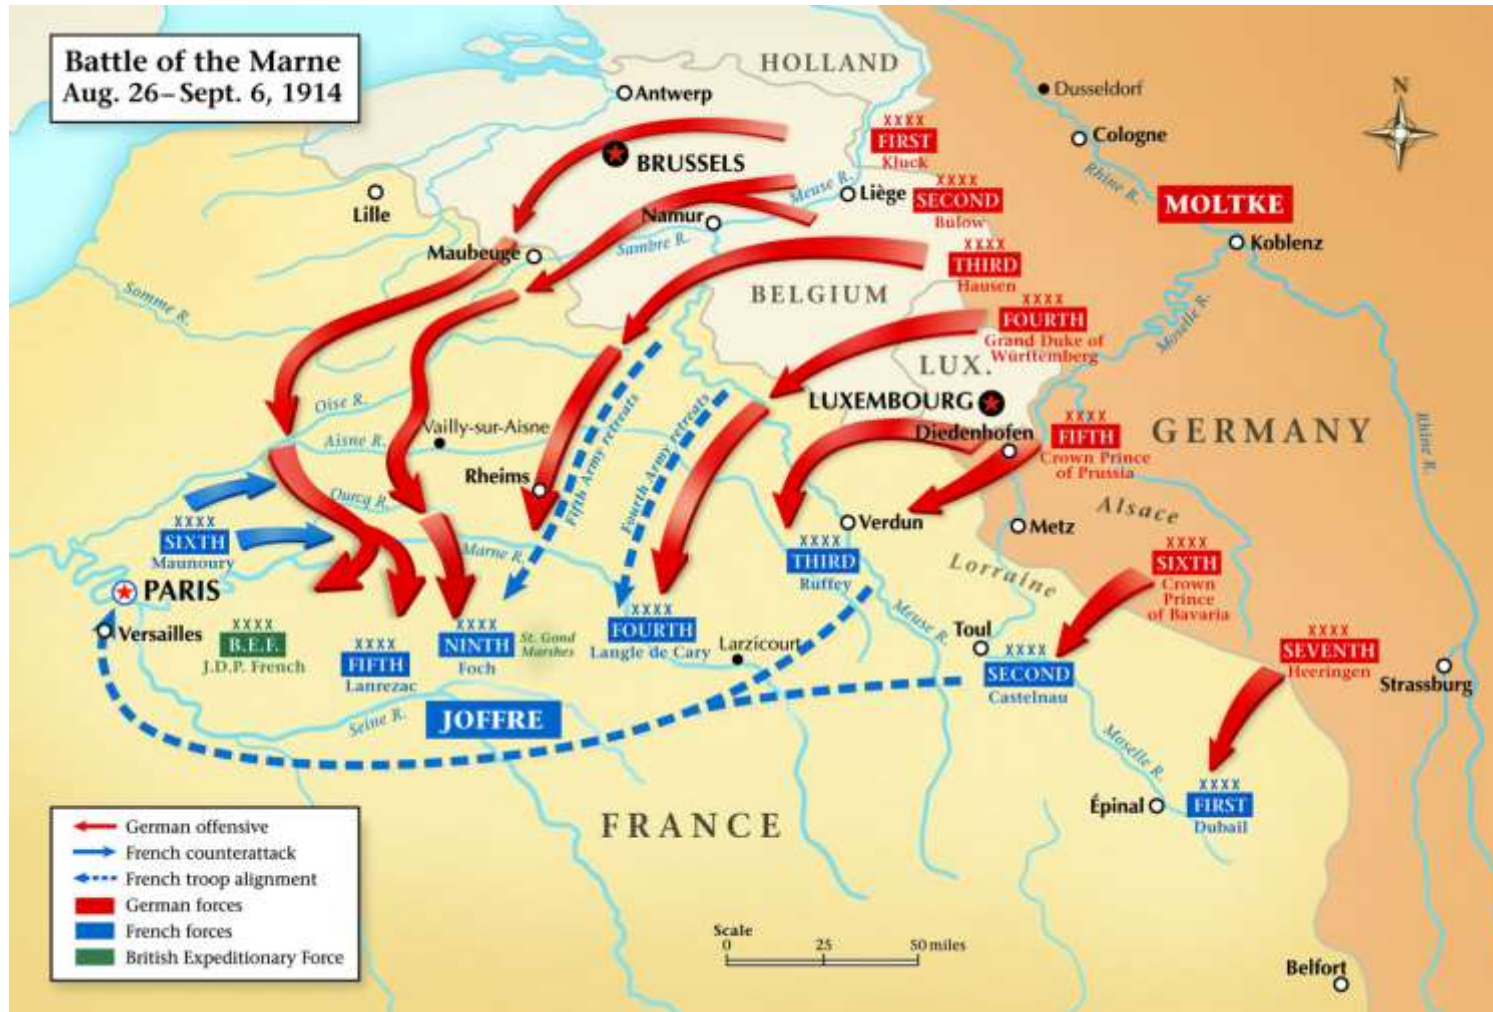 Battle of the Marne
Aug. 26–Sept. 6, 1914
HOLLAND
N
Antwerp
Dusseldorf
XXXX
FIRST
Kluck
Cologne
BRUSSELS
Rhine R.
Lille
Meuse R.
Liège
XXXX
SECOND
Bulow
MOLTKE
Namur
Sambre R.
Maubeuge
XXXX
THIRD
Hausen
Koblenz
Somme R.
BELGIUM
XXXX
FOURTH
Grand Duke of
Württemberg
Moselle R.
LUX.
LUXEMBOURG
Oise R.
Aisne R.
Vailly-sur-Aisne
Fifth Army retreats
Fourth Army retreats
Diedenhofen
XXXX
FIFTH
Crown Prince
of Prussia
GERMANY
Rhine R.
Rheims
Ourcq R.
Alsace
Verdun
Metz
XXXX
SIXTH
Maunoury
Marne R.
XXXX
THIRD
Ruffey
Lorraine
XXXX
SIXTH
Crown
Prince
of Bavaria
PARIS
Versailles
XXXX
B.E.F.
J.D.P. French
XXXX
FIFTH
Lanrezac
XXXX
NINTH
Foch
St. Gond
Marshes
XXXX
FOURTH
Langle de Cary
Larzicourt
Meuse R.
Toul
XXXX
SECOND
Castelnau
XXXX
SEVENTH
Heeringen
Strassburg
Seine R.
JOFFRE
Moselle R.
Épinal
XXXX
FIRST
Dubail
FRANCE
German offensive
French counterattack
French troop alignment
German forces
French forces
British Expeditionary Force
Scale
0 25 50 miles
Belfort